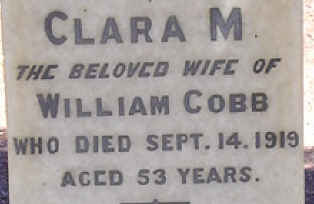 CLARA M.
THE BELOVED WIFE OF
WILLIAM COBB
WHO DIED SEPT. 14. 1919
AGED 53 YEARS.